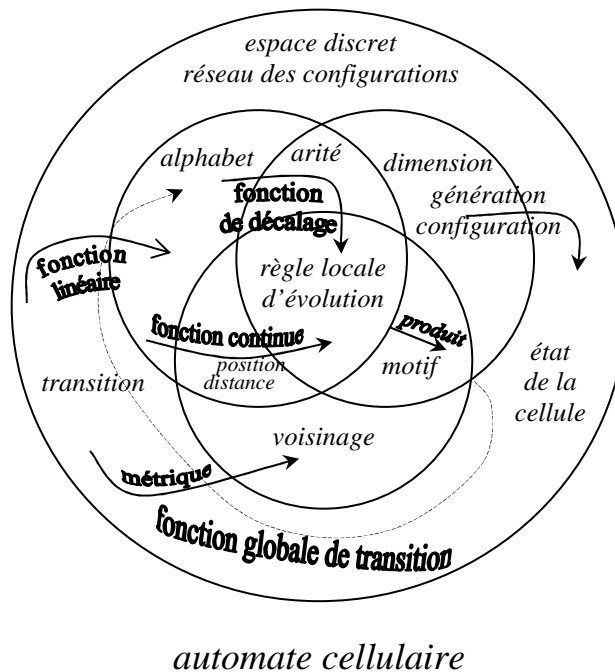 espace discret
réseau des configurations
alphabet
arité
dimension
génération
configuration
fonction
de décalage
fonction
linéaire
règle locale
d'évolution
fonction continue
produit
position
distance
motif
transition
état
de la
cellule
voisinage
métrique
fonction globale de transition
automate cellulaire